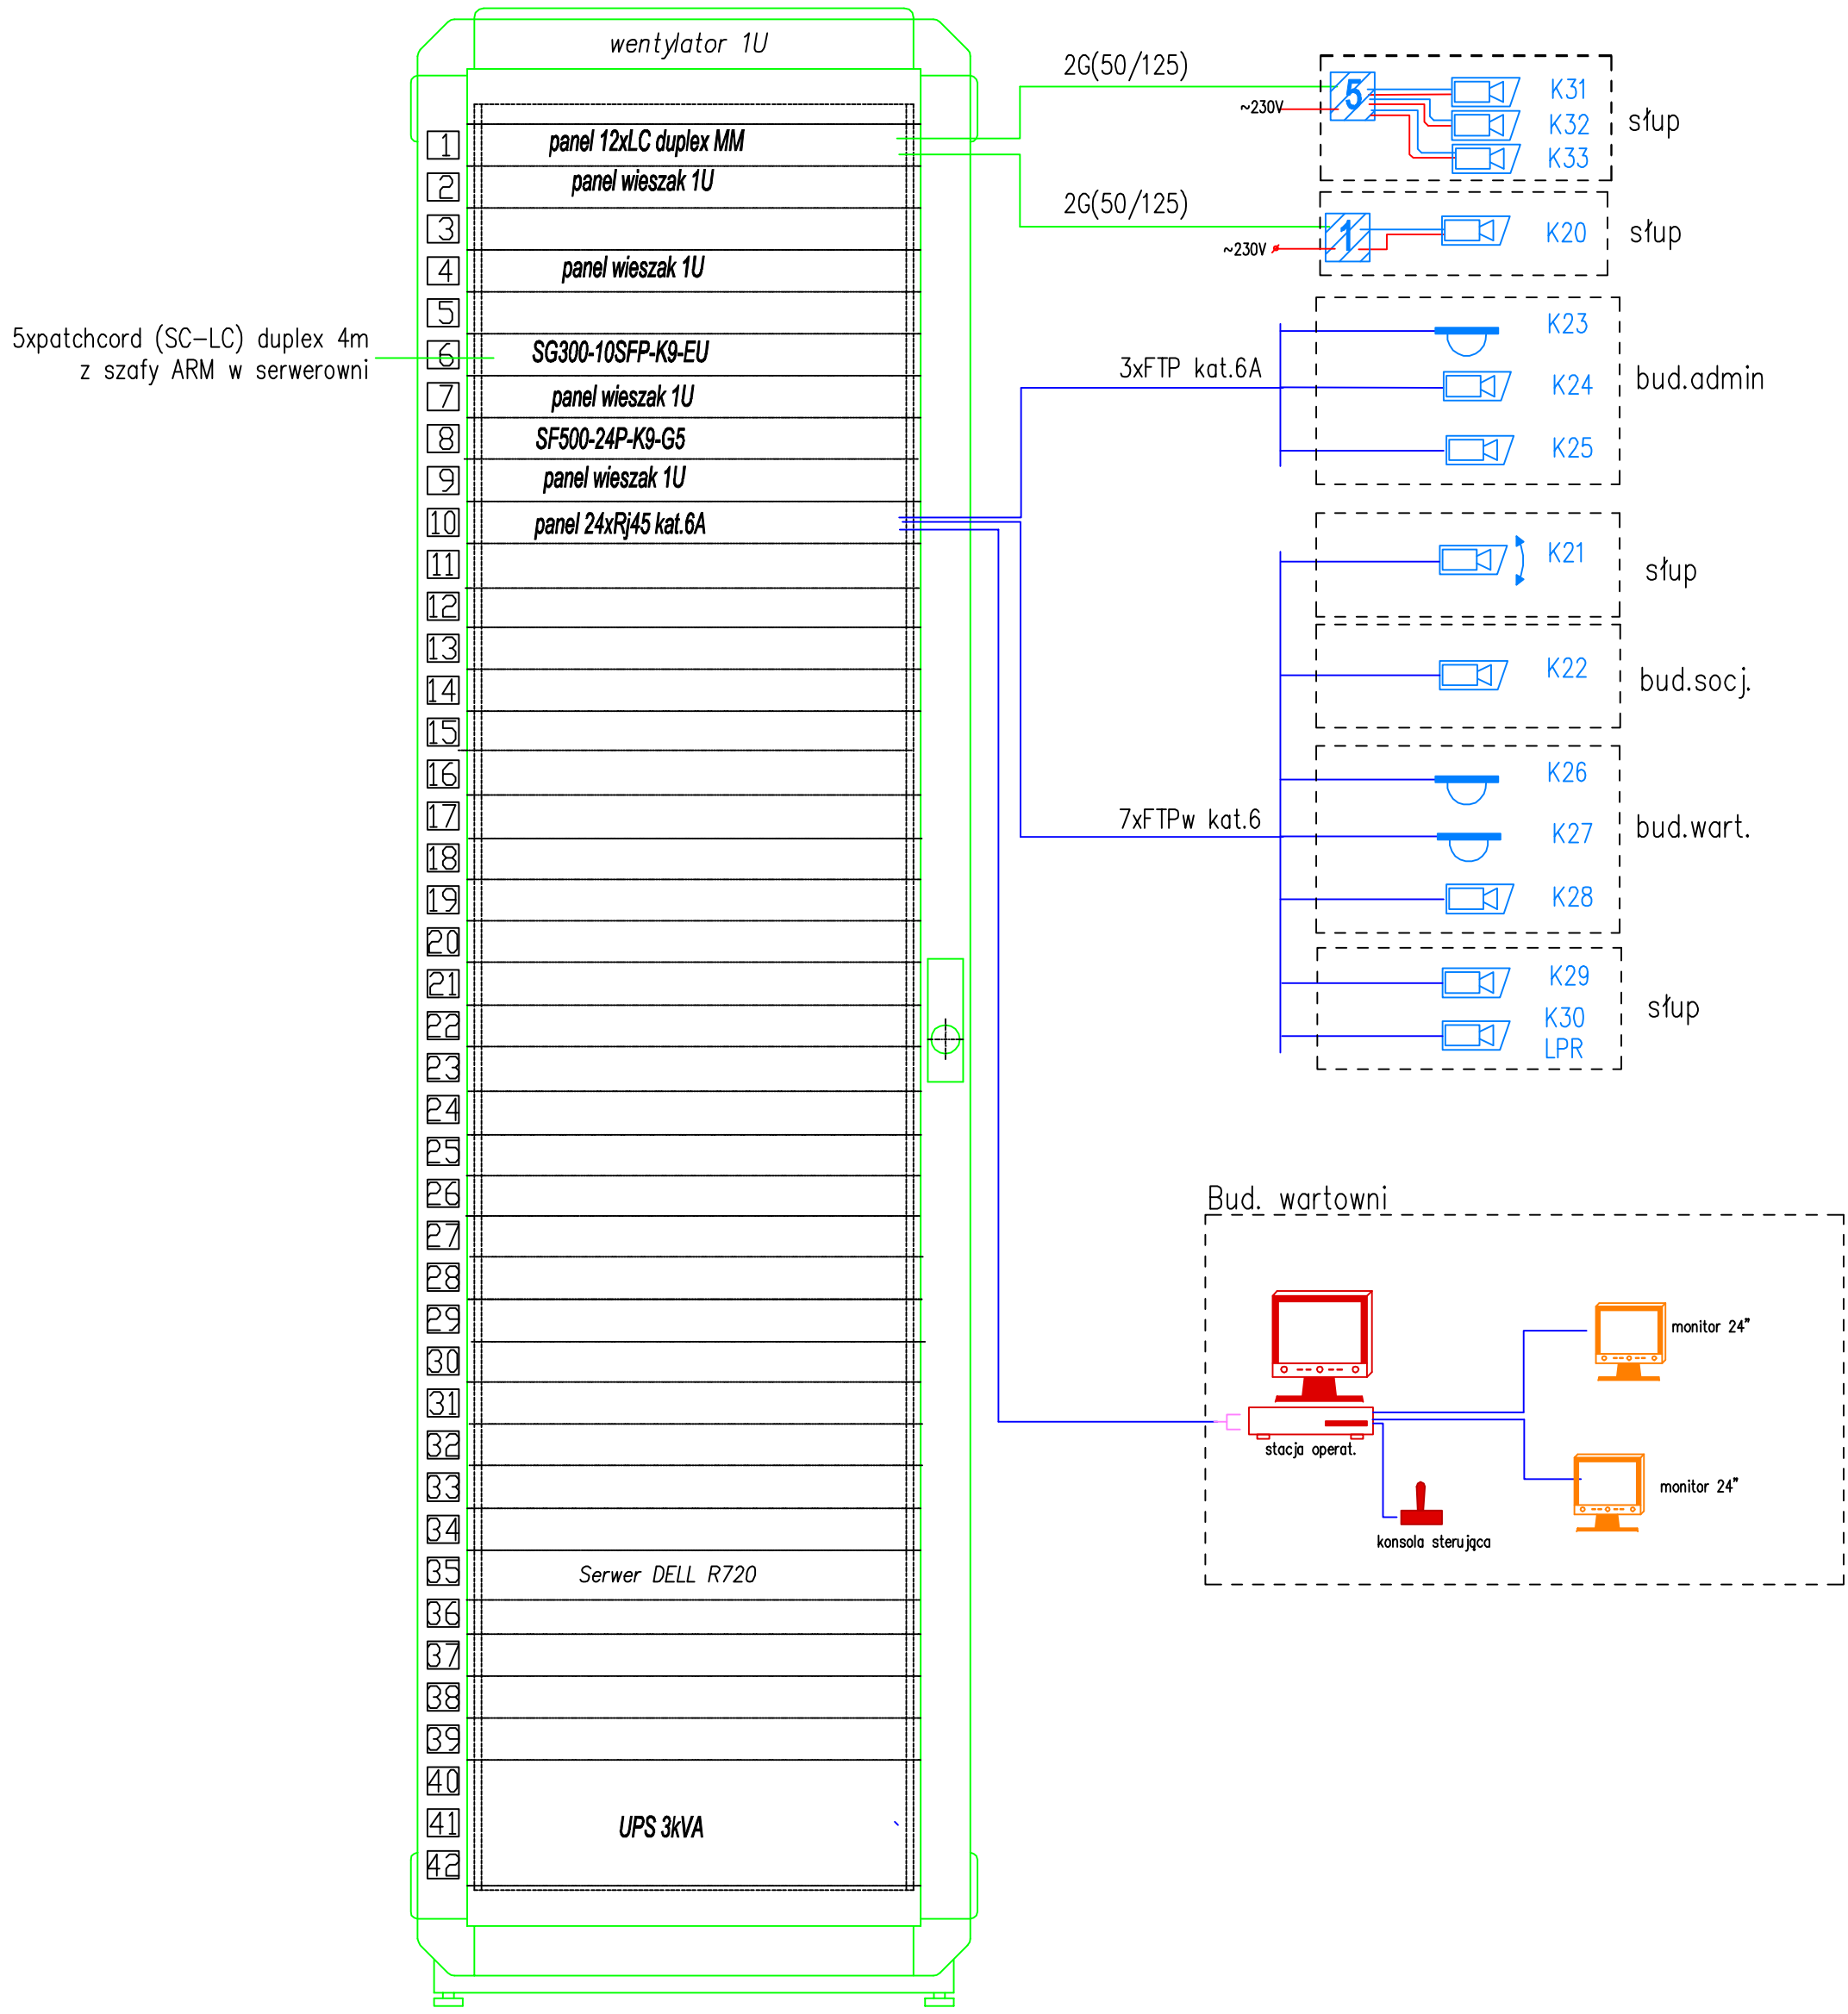 wentylator 1U
1 panel 12xLC duplex MM
2 panel wieszak 1U
3
4 panel wieszak 1U
5
5xpatchcord (SC-LC) duplex 4m
z szafy ARM w serwerowni
6 SG300-10SFP-K9-EU
7 panel wieszak 1U
8 SF500-24P-K9-G5
9 panel wieszak 1U
10 panel 24xRj45 kat.6A
11
12
13
14
15
16
17
18
19
20
21
22
23
24
25
26
27
28
29
30
31
32
33
34
35 Serwer DELL R720
36
37
38
39
40
41 UPS 3kVA
42
2G(50/125)
~230V
5
K31
K32
K33
słup
2G(50/125)
~230V
1
K20
słup
3xFTP kat.6A
K23
K24
K25
bud.admin
K21
słup
K22
bud.socj.
7xFTPw kat.6
K26
K27
K28
bud.wart.
K29
K30
LPR
słup
Bud. wartowni
stacja operat.
monitor 24"
monitor 24"
konsola sterująca